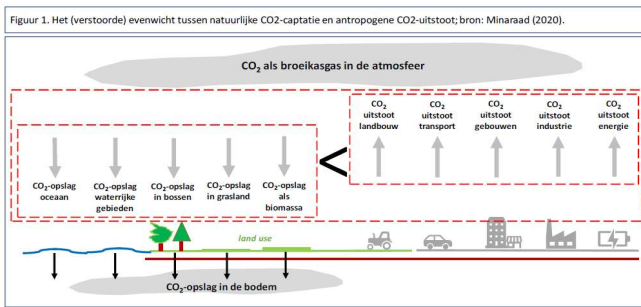 Figuur 1. Het (verstoorde) evenwicht tussen natuurlijke CO2-captatie en antropogene CO2-uitstoot; bron: Minaraad (2020).
CO₂ als broeikasgas in de atmosfeer
CO₂
uitstoot
landbouw
CO₂
uitstoot
transport
CO₂
uitstoot
gebouwen
CO₂
uitstoot
industrie
CO₂
uitstoot
energie
<
CO₂-opslag
oceaan
CO₂-opslag
waterrijke
gebieden
CO₂-opslag
in bossen
CO₂-opslag
in grasland
CO₂-opslag
als
biomassa
land use
CO₂-opslag in de bodem